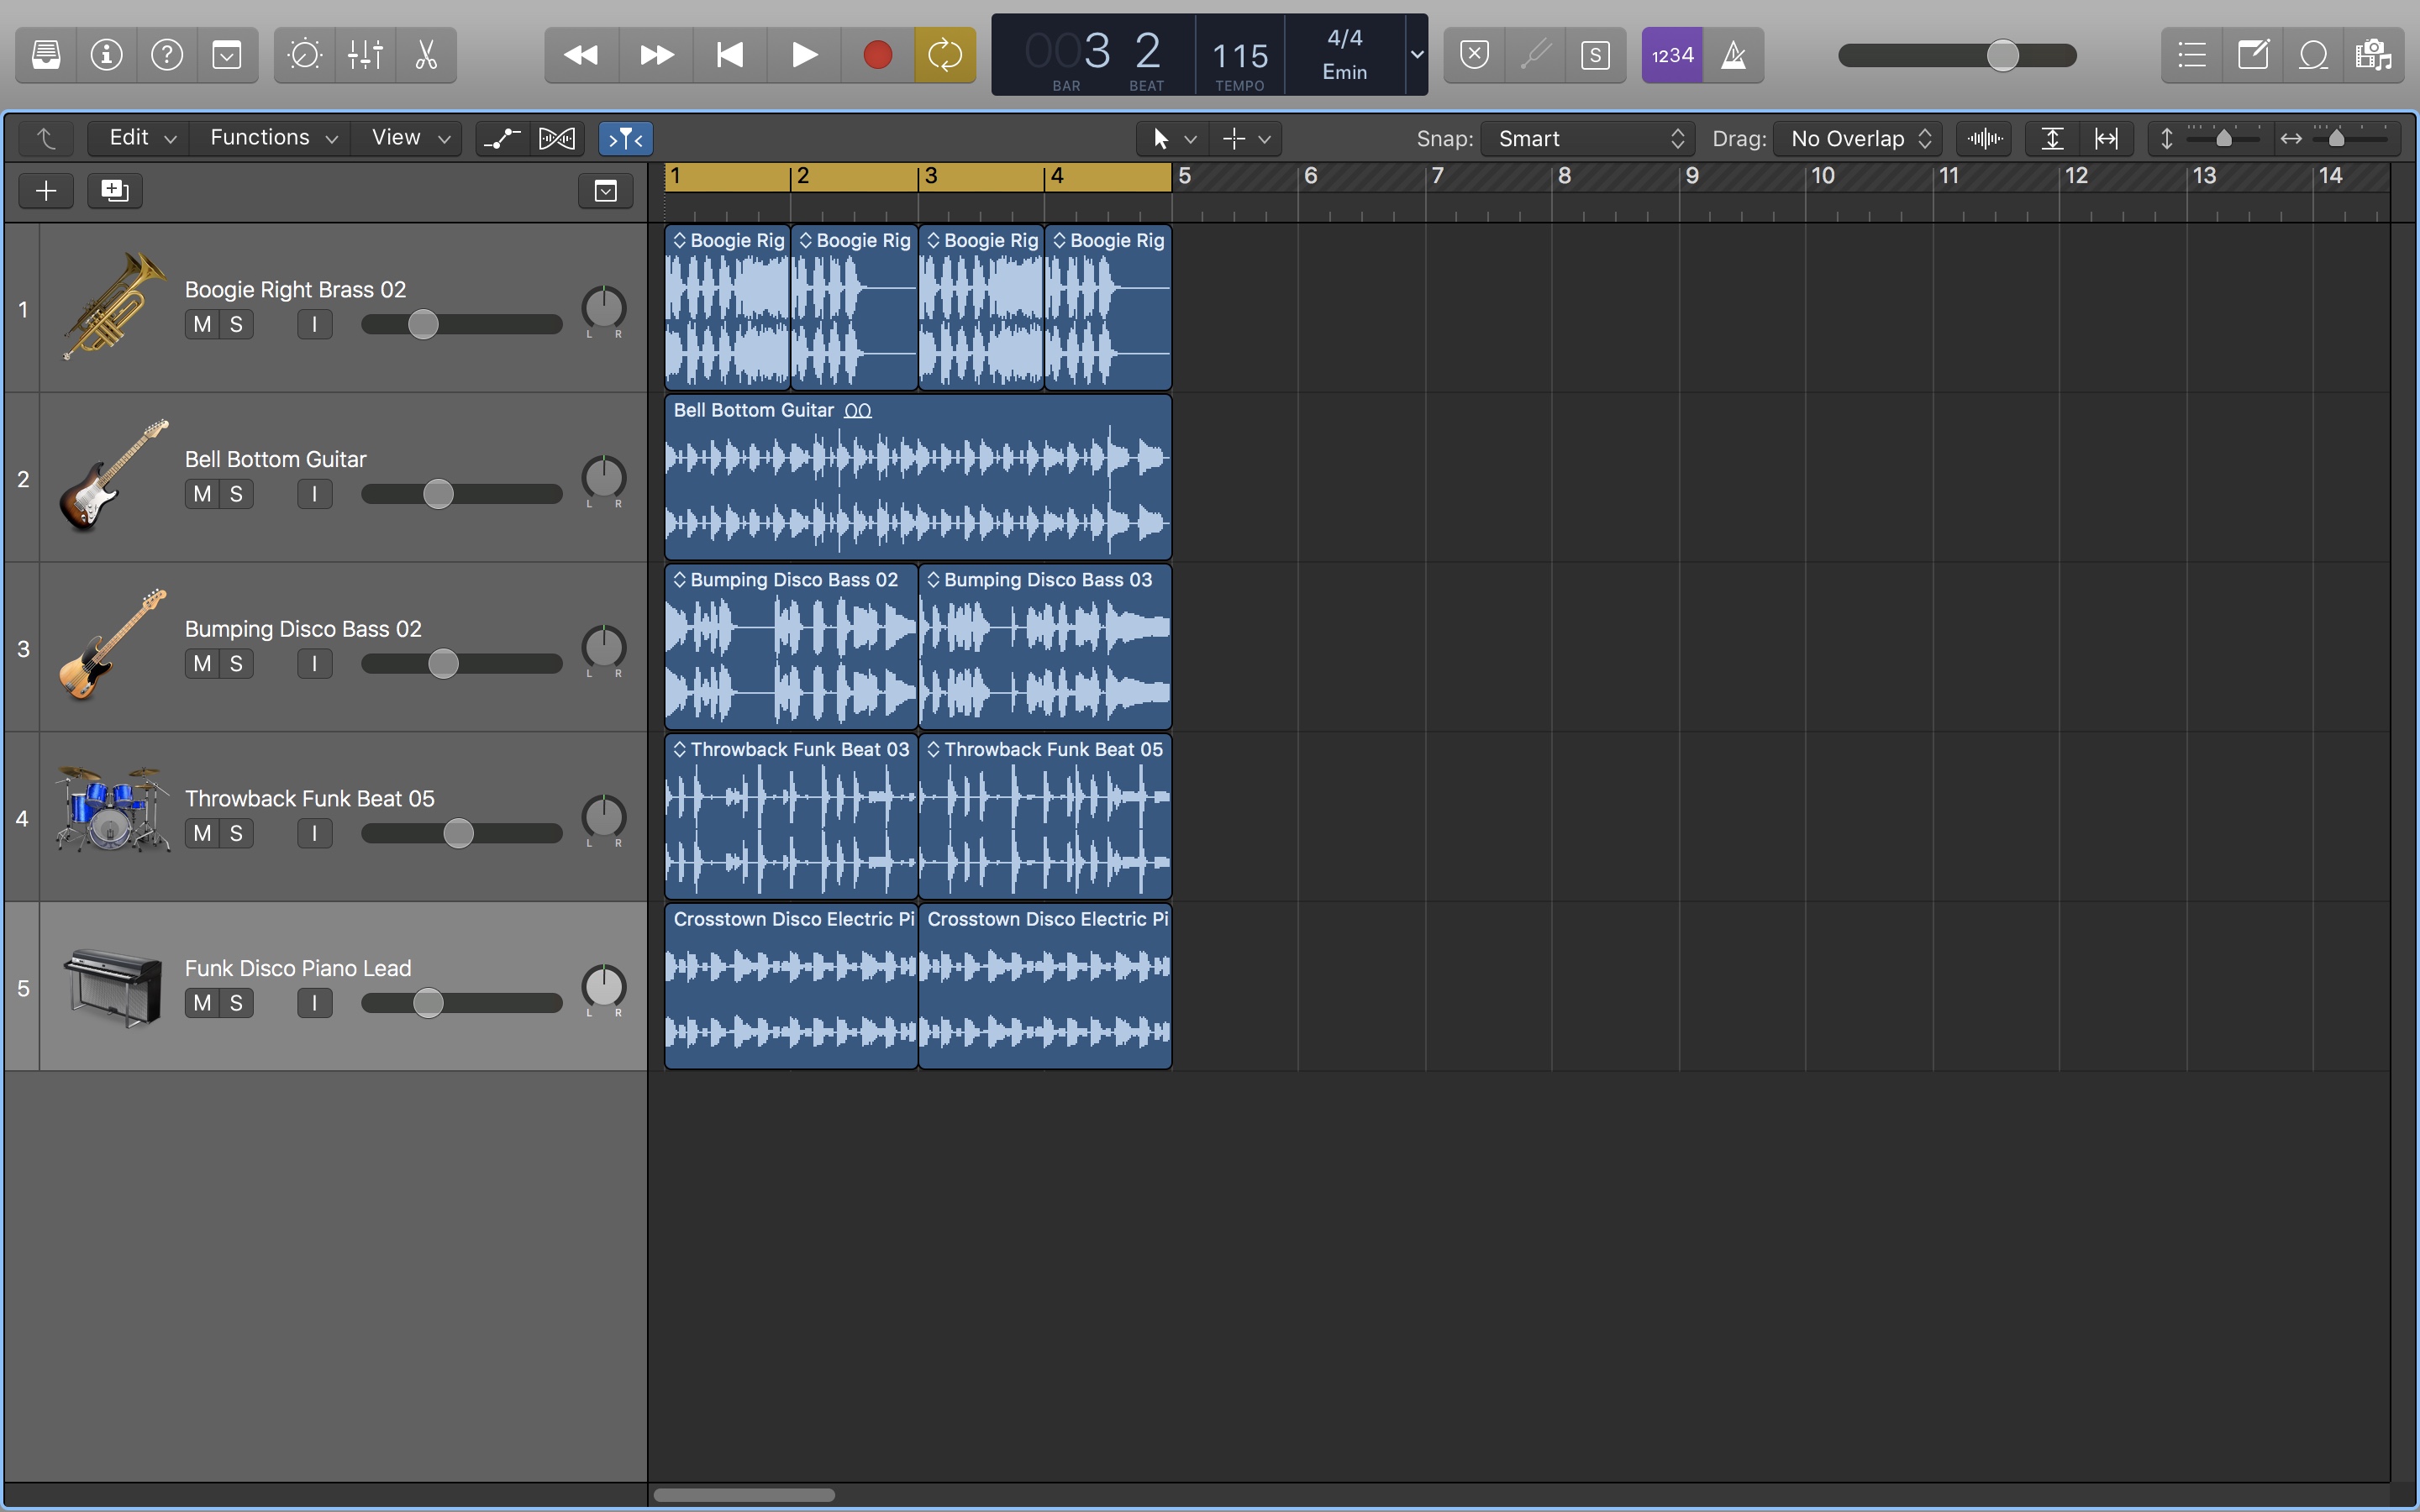 003 2 115 4/4
Emin
BAR BEAT TEMPO
S
1234
Edit Functions View Snap: Smart Drag: No Overlap
1 2 3 4 5 6 7 8 9 10 11 12 13 14
1
Boogie Right Brass 02
M S I
L R
Boogie Rig Boogie Rig Boogie Rig Boogie Rig
2
Bell Bottom Guitar
M S I
L R
Bell Bottom Guitar
3
Bumping Disco Bass 02
M S I
L R
Bumping Disco Bass 02 Bumping Disco Bass 03
4
Throwback Funk Beat 05
M S I
L R
Throwback Funk Beat 03 Throwback Funk Beat 05
5
Funk Disco Piano Lead
M S I
L R
Crosstown Disco Electric Pi Crosstown Disco Electric Pi